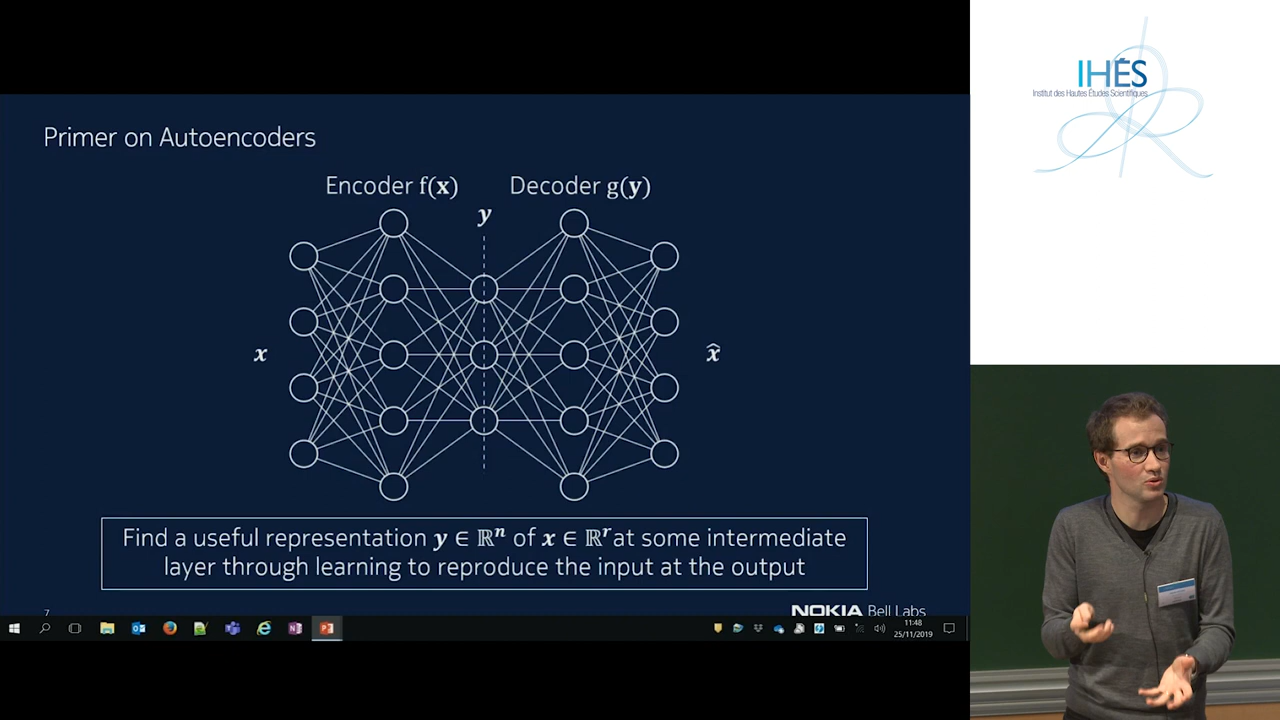 Primer on Autoencoders
Encoder f(x)
Decoder g(y)
y
x
x̂
Find a useful representation y ∈ ℝⁿ of x ∈ ℝʳ at some intermediate
layer through learning to reproduce the input at the output
7
NOKIA Bell Labs
11:48
25/11/2019
IHÉS
Institut des Hautes Études Scientifiques